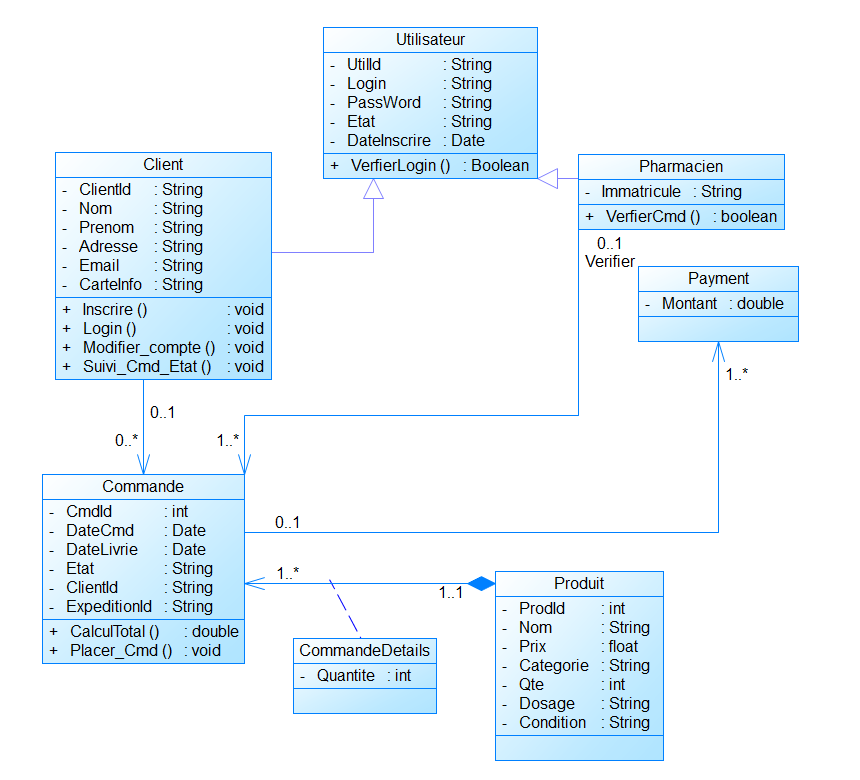 Utilisateur
- UtilId : String
- Login : String
- PassWord : String
- Etat : String
- DateInscrire : Date
+ VerfierLogin () : Boolean
Client
- ClientId : String
- Nom : String
- Prenom : String
- Adresse : String
- Email : String
- CarteInfo : String
+ Inscrire () : void
+ Login () : void
+ Modifier_compte () : void
+ Suivi_Cmd_Etat () : void
Pharmacien
- Immatricule : String
+ VerfierCmd () : boolean
0..1
Verifier
Payment
- Montant : double
1..*
0..1
0..*
1..*
Commande
- CmdId : int
- DateCmd : Date
- DateLivrie : Date
- Etat : String
- ClientId : String
- ExpeditionId : String
+ CalculTotal () : double
+ Placer_Cmd () : void
0..1
1..*
1..1
CommandeDetails
- Quantite : int
Produit
- ProdId : int
- Nom : String
- Prix : float
- Categorie : String
- Qte : int
- Dosage : String
- Condition : String